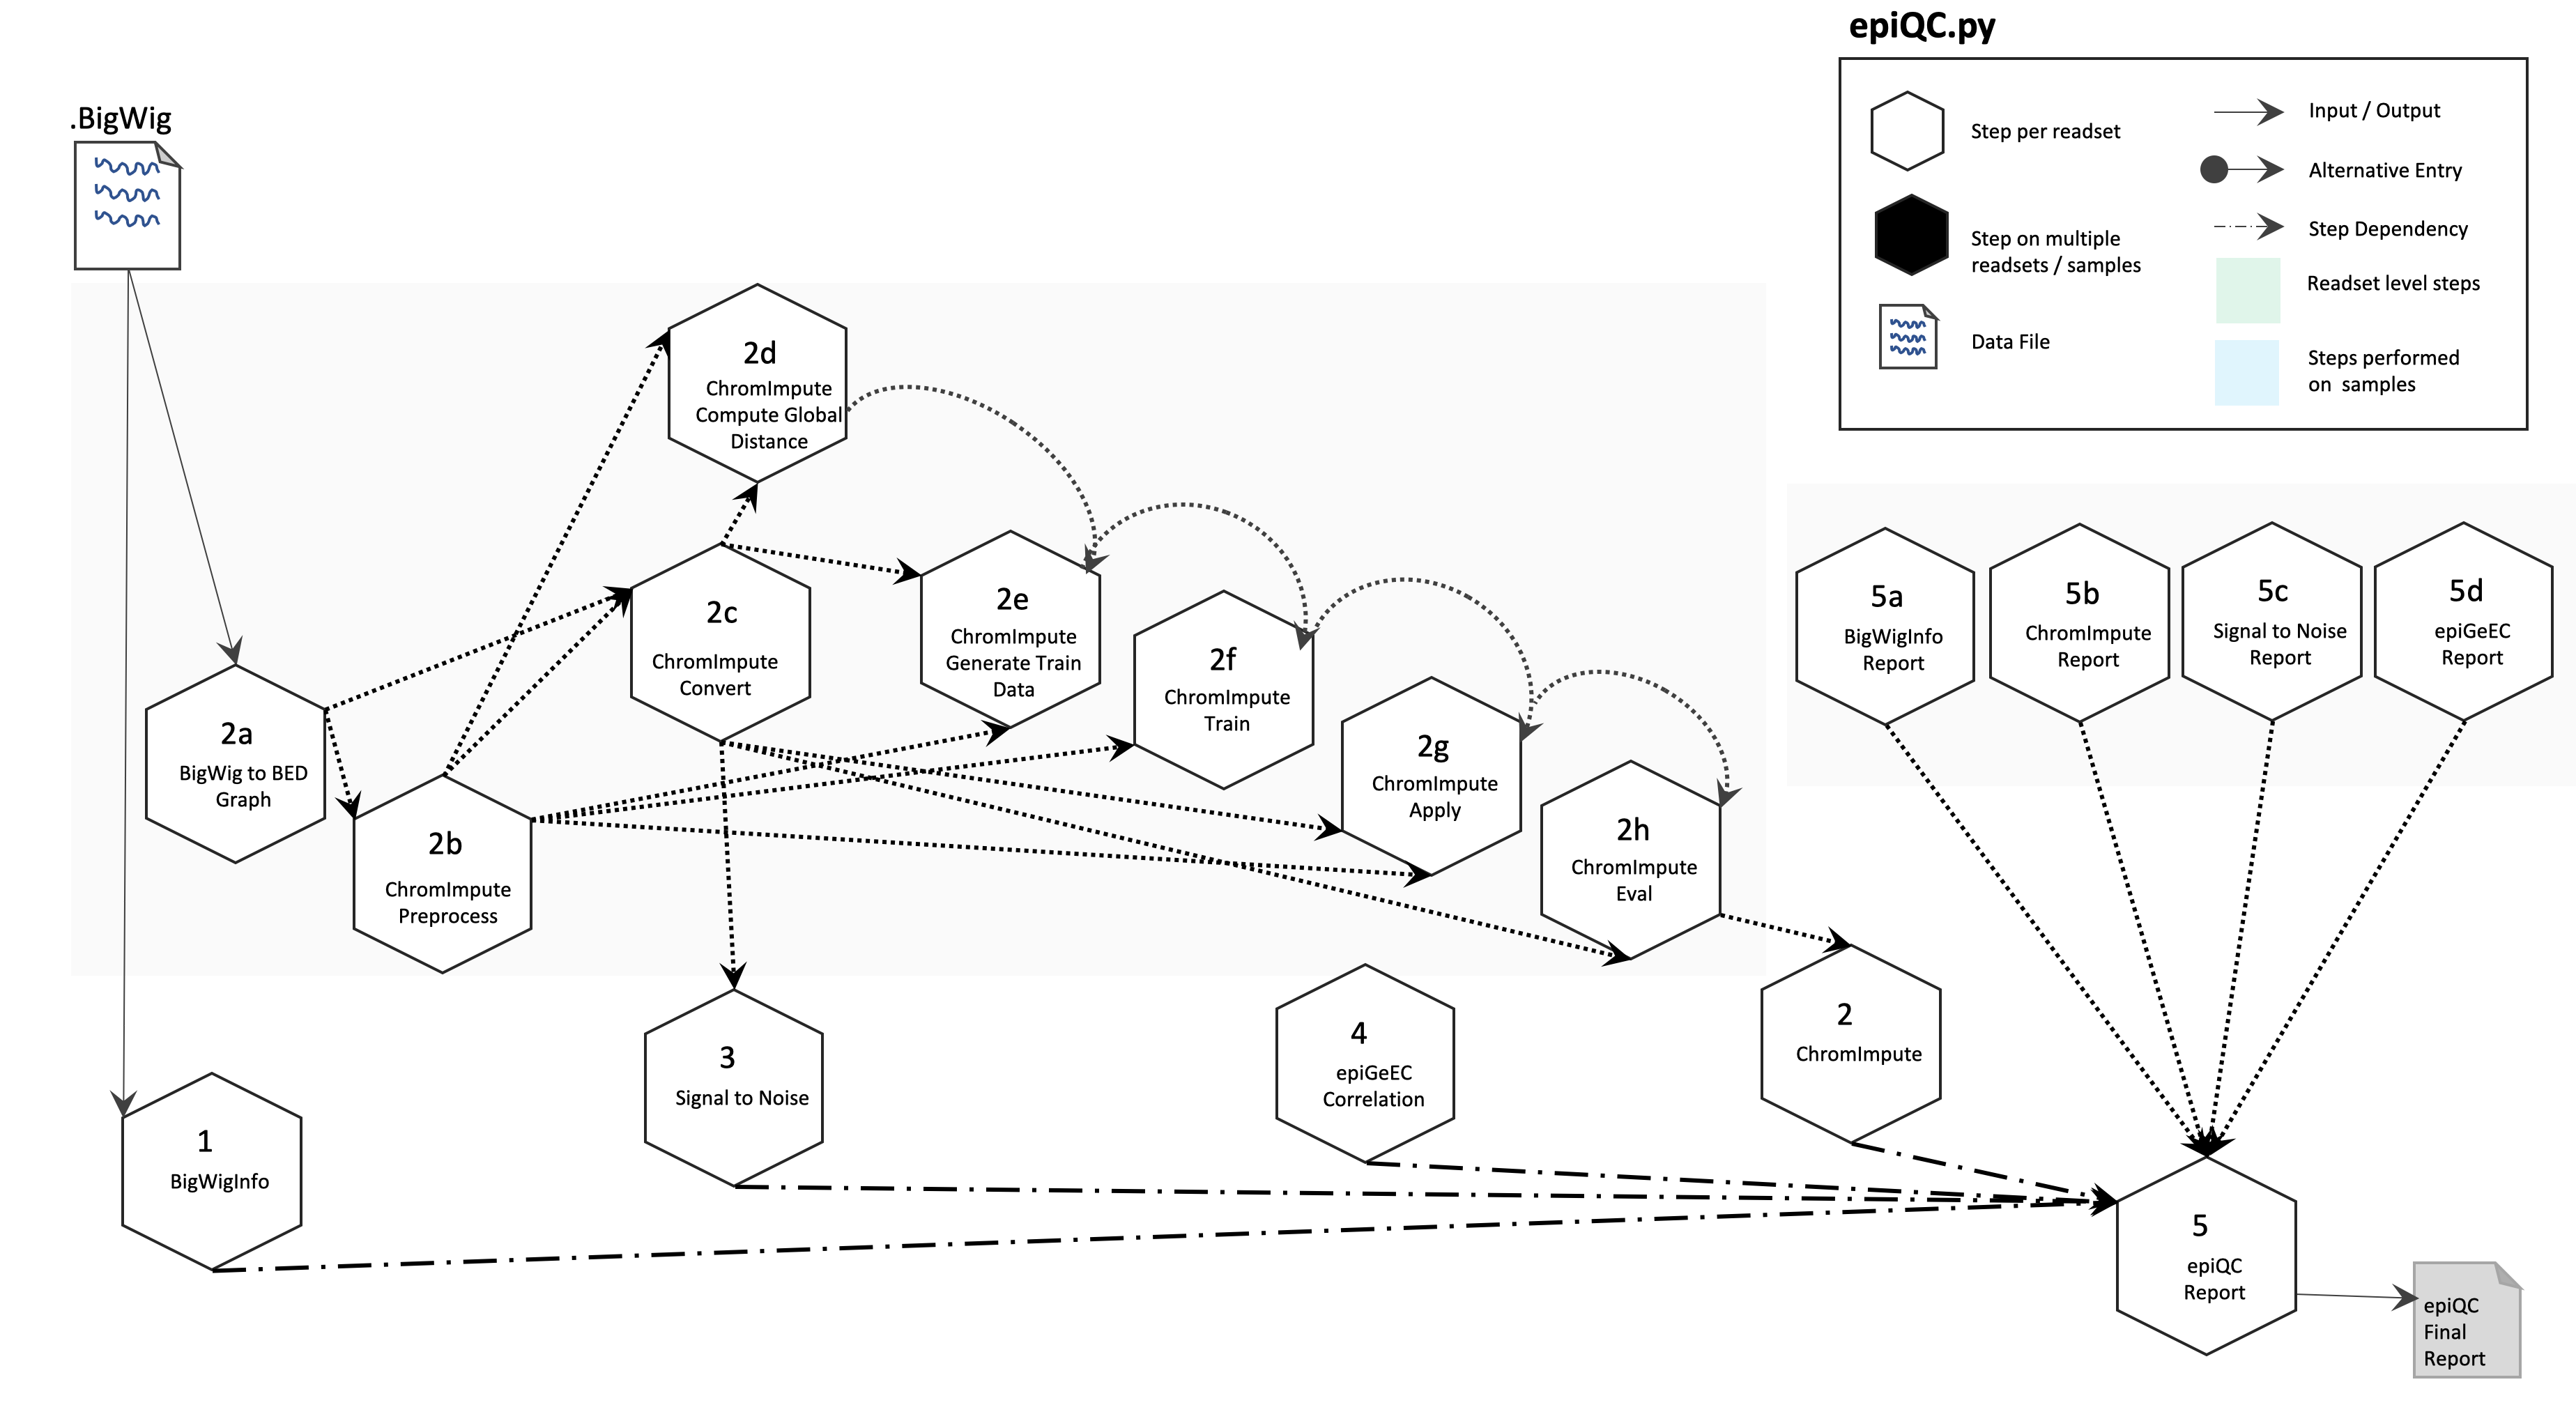 epiQC.py
Step per readset
Step on multiple
readsets / samples
Data File
Input / Output
Alternative Entry
Step Dependency
Readset level steps
Steps performed
on samples
.BigWig
2d
ChromImpute
Compute Global
Distance
2c
ChromImpute
Convert
2e
ChromImpute
Generate Train
Data
2f
ChromImpute
Train
2a
BigWig to BED
Graph
2b
ChromImpute
Preprocess
2g
ChromImpute
Apply
2h
ChromImpute
Eval
5a
BigWigInfo
Report
5b
ChromImpute
Report
5c
Signal to Noise
Report
5d
epiGeEC
Report
1
BigWigInfo
3
Signal to Noise
4
epiGeEC
Correlation
2
ChromImpute
5
epiQC
Report
epiQC
Final
Report